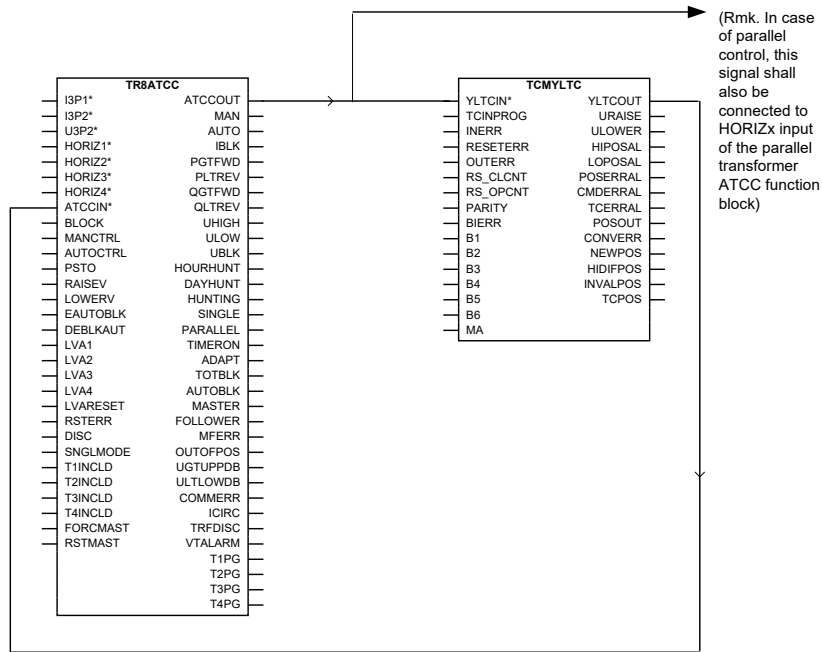 (Rmk. In case
of parallel
control, this
signal shall
also be
connected to
HORIZx input
of the parallel
transformer
ATCC function
block)
TR8ATCC
I3P1* ATCCOUT
I3P2* MAN
U3P2* AUTO
HORIZ1* IBLK
HORIZ2* PGTFWD
HORIZ3* PLTREV
HORIZ4* QGTFWD
ATCCIN* QLTREV
BLOCK UHIGH
MANCTRL ULOW
AUTOCTRL UBLK
PSTO HOURHUNT
RAISEV DAYHUNT
LOWERV HUNTING
EAUTOBLK SINGLE
DEBLKAUT PARALLEL
LVA1 TIMERON
LVA2 ADAPT
LVA3 TOTBLK
LVA4 AUTOBLK
LVARESET MASTER
RSTERR FOLLOWER
DISC MFERR
SNGLMODE OUTOFPOS
T1INCLD UGTUPPDB
T2INCLD ULTLOWDB
T3INCLD COMMERR
T4INCLD ICIRC
FORCMAST TRFDISC
RSTMAST VTALARM
T1PG
T2PG
T3PG
T4PG
TCMYLTC
YLTCIN* YLTCOUT
TCINPROG URAISE
INERR ULOWER
RESETERR HIPOSAL
OUTERR LOPOSAL
RS_CLCNT POSERRAL
RS_OPCNT CMDERRAL
PARITY TCERRAL
BIERR POSOUT
B1 CONVERR
B2 NEWPOS
B3 HIDIFPOS
B4 INVALPOS
B5 TCPOS
B6
MA